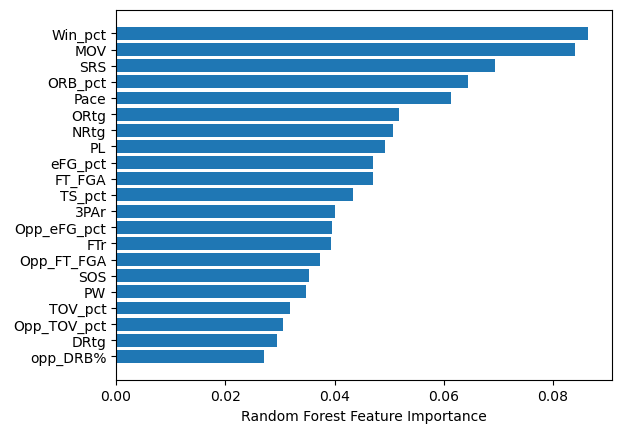 Win_pct
MOV
SRS
ORB_pct
Pace
ORtg
NRtg
PL
eFG_pct
FT_FGA
TS_pct
3PAr
Opp_eFG_pct
FTr
Opp_FT_FGA
SOS
PW
TOV_pct
Opp_TOV_pct
DRtg
opp_DRB%
0.00 0.02 0.04 0.06 0.08
Random Forest Feature Importance